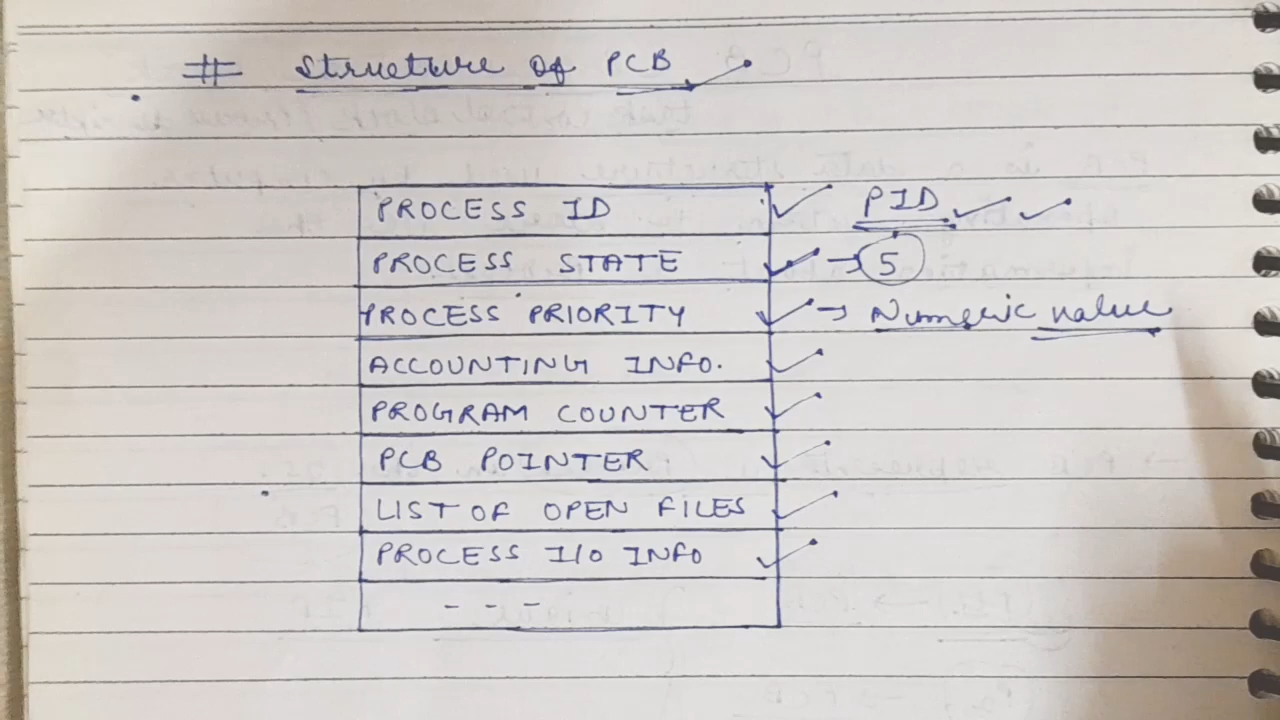 # Structure of PCB
PROCESS ID PID
PROCESS STATE → 5
PROCESS PRIORITY → Numeric value
ACCOUNTING INFO.
PROGRAM COUNTER
PCB POINTER
LIST OF OPEN FILES
PROCESS I/O INFO
- - -